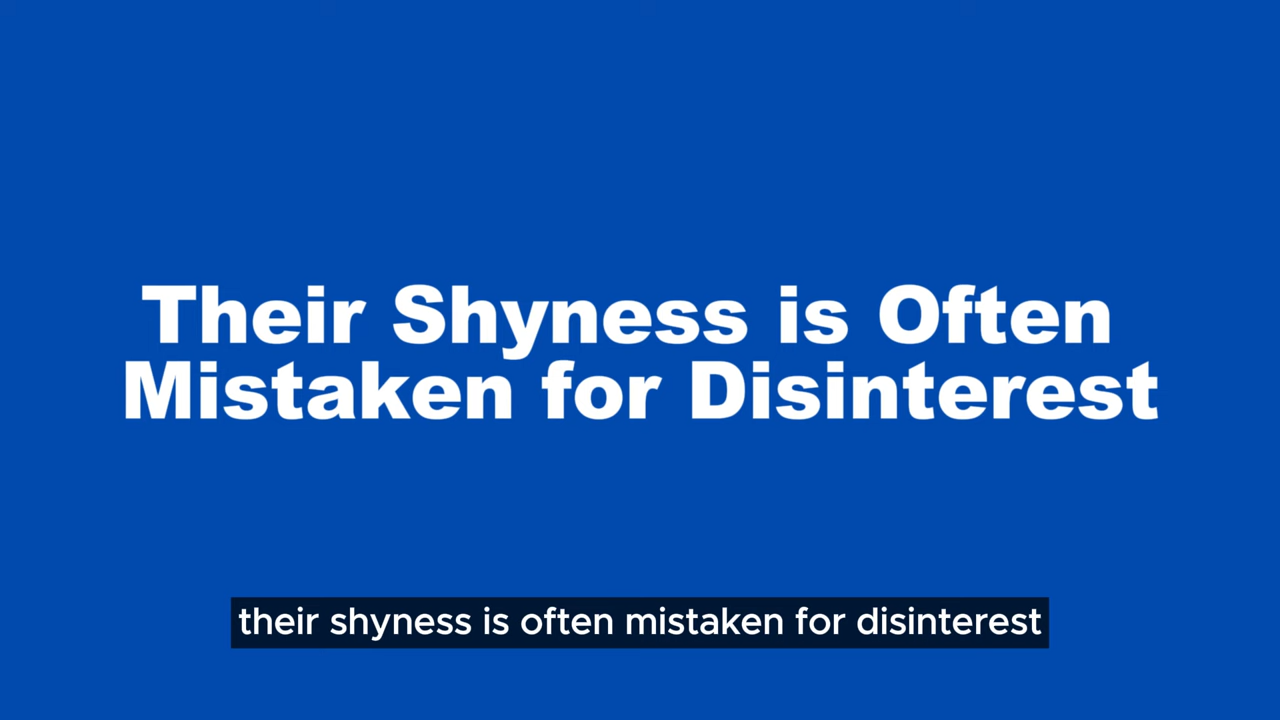 Their Shyness is Often
Mistaken for Disinterest
their shyness is often mistaken for disinterest